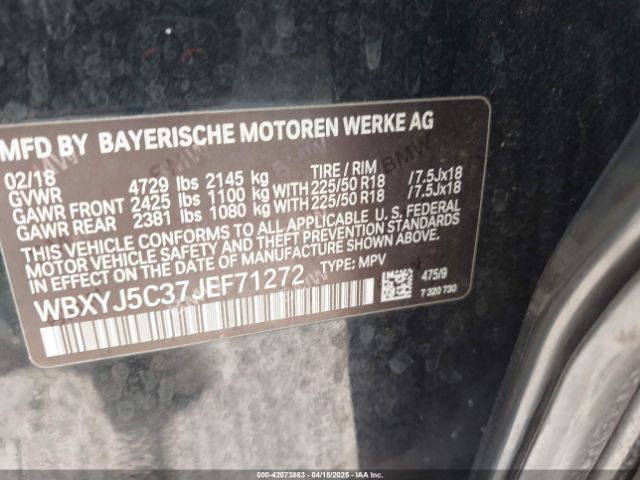 MFD BY BAYERISCHE MOTOREN WERKE AG
02/18 TIRE / RIM
GVWR 4729 lbs 2145 kg
GAWR FRONT 2425 lbs 1100 kg WITH 225/50 R18 /7.5Jx18
GAWR REAR 2381 lbs 1080 kg WITH 225/50 R18 /7.5Jx18
THIS VEHICLE CONFORMS TO ALL APPLICABLE U. S. FEDERAL
MOTOR VEHICLE SAFETY AND THEFT PREVENTION STANDARDS
IN EFFECT ON THE DATE OF MANUFACTURE SHOWN ABOVE.
WBXYJ5C37JEF71272 TYPE: MPV
475/9
7 320 730
000-42073863 | 04/18/2025 - IAA Inc.